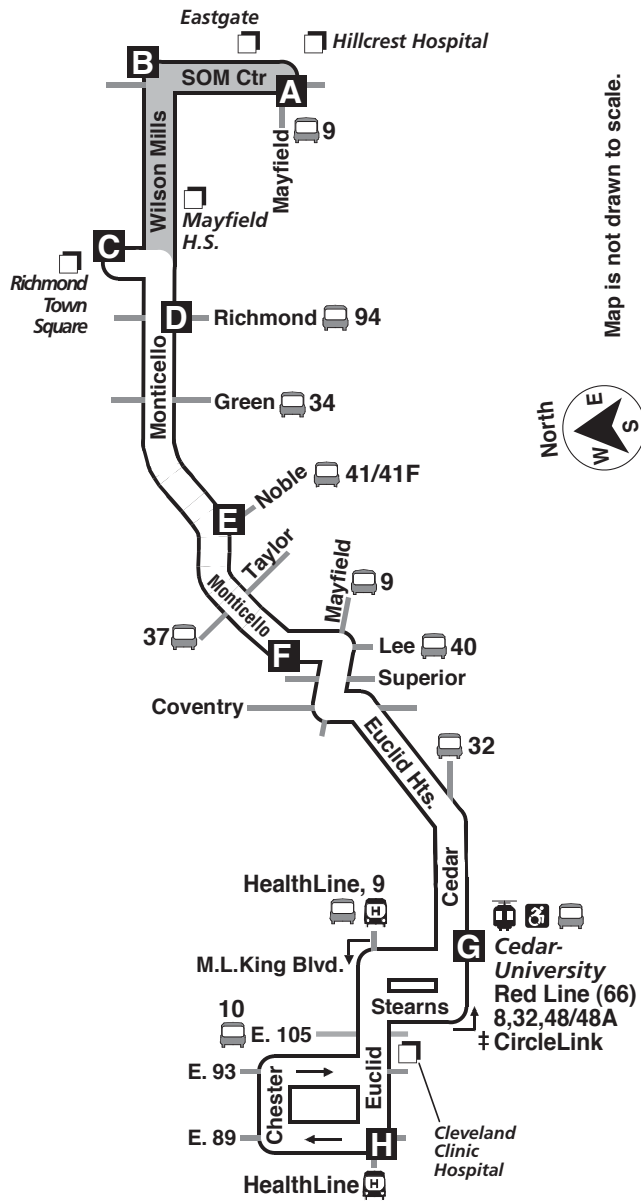 Eastgate
Hillcrest Hospital
B
SOM Ctr
A
Mayfield
9
Wilson Mills
Mayfield
H.S.
C
Richmond
Town
Square
D
Richmond 94
Monticello
Green 34
Map is not drawn to scale.
North
E
S
W
Noble 41/41F
E
Taylor
Monticello
37
F
Mayfield
9
Lee 40
Superior
Coventry
Euclid Hts.
32
Cedar
HealthLine, 9
H
M.L.King Blvd.
G
Cedar-
University
Red Line (66)
8,32,48/48A
‡ CircleLink
Stearns
10
E. 105
E. 93
Chester
Euclid
E. 89
H
Cleveland
Clinic
Hospital
HealthLine H